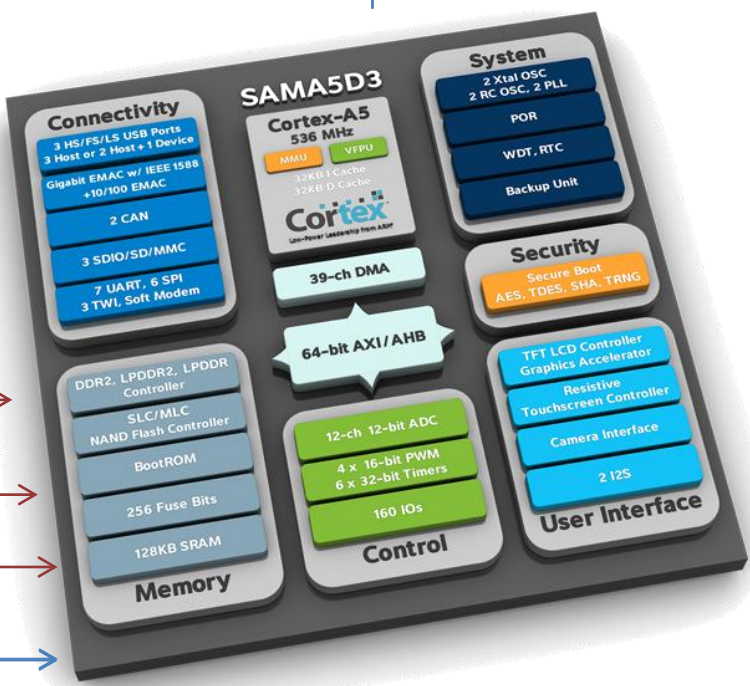 SAMA5D3
Connectivity
3 HS/FS/LS USB Ports
3 Host or 2 Host + 1 Device
Gigabit EMAC w/ IEEE 1588
+10/100 EMAC
2 CAN
3 SDIO/SD/MMC
7 UART, 6 SPI
3 TWI, Soft Modem
Cortex-A5
536 MHz
MMU
VFPU
32KB I Cache
32KB D Cache
Cortex
Low-Power Leadership from ARM
39-ch DMA
64-bit AXI/AHB
System
2 Xtal OSC
2 RC OSC, 2 PLL
POR
WDT, RTC
Backup Unit
Security
Secure Boot
AES, TDES, SHA, TRNG
DDR2, LPDDR2, LPDDR
Controller
SLC/MLC
NAND Flash Controller
BootROM
256 Fuse Bits
128KB SRAM
Memory
12-ch 12-bit ADC
4 x 16-bit PWM
6 x 32-bit Timers
160 IOs
Control
TFT LCD Controller
Graphics Accelerator
Resistive
Touchscreen Controller
Camera Interface
2 I2S
User Interface